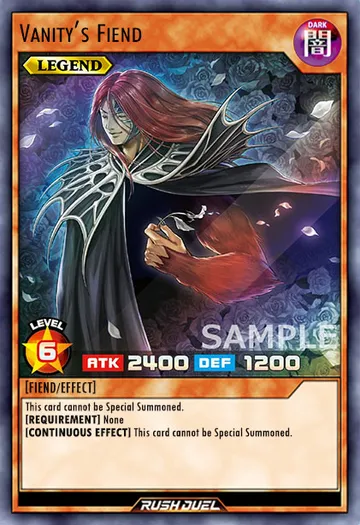 Vanity's Fiend
DARK
闇
LEGEND
SAMPLE
LEVEL
6
ATK 2400 DEF 1200
[FIEND/EFFECT]
This card cannot be Special Summoned.
[REQUIREMENT] None
[CONTINUOUS EFFECT] This card cannot be Special Summoned.
RUSH DUEL